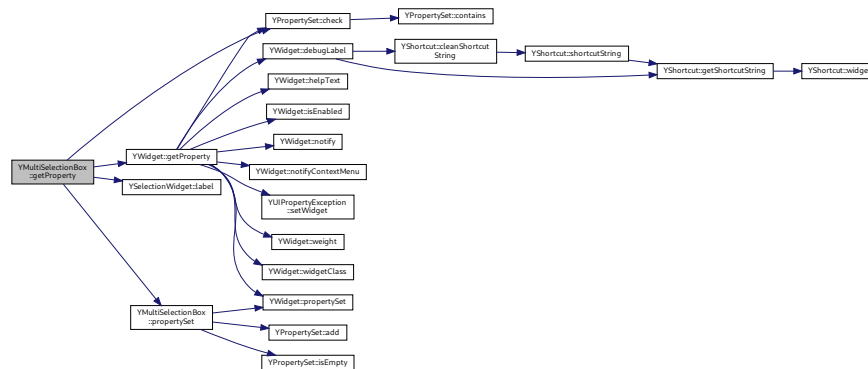 YPropertySet::check
YPropertySet::contains
YWidget::debugLabel
YShortcut::cleanShortcut
String
YShortcut::shortcutString
YShortcut::getShortcutString
YShortcut::widge
YWidget::helpText
YWidget::isEnabled
YWidget::notify
YWidget::getProperty
YMultiSelectionBox
::getProperty
YWidget::notifyContextMenu
YSelectionWidget::label
YUIPropertyException
::setWidget
YWidget::weight
YWidget::widgetClass
YWidget::propertySet
YMultiSelectionBox
::propertySet
YPropertySet::add
YPropertySet::isEmpty